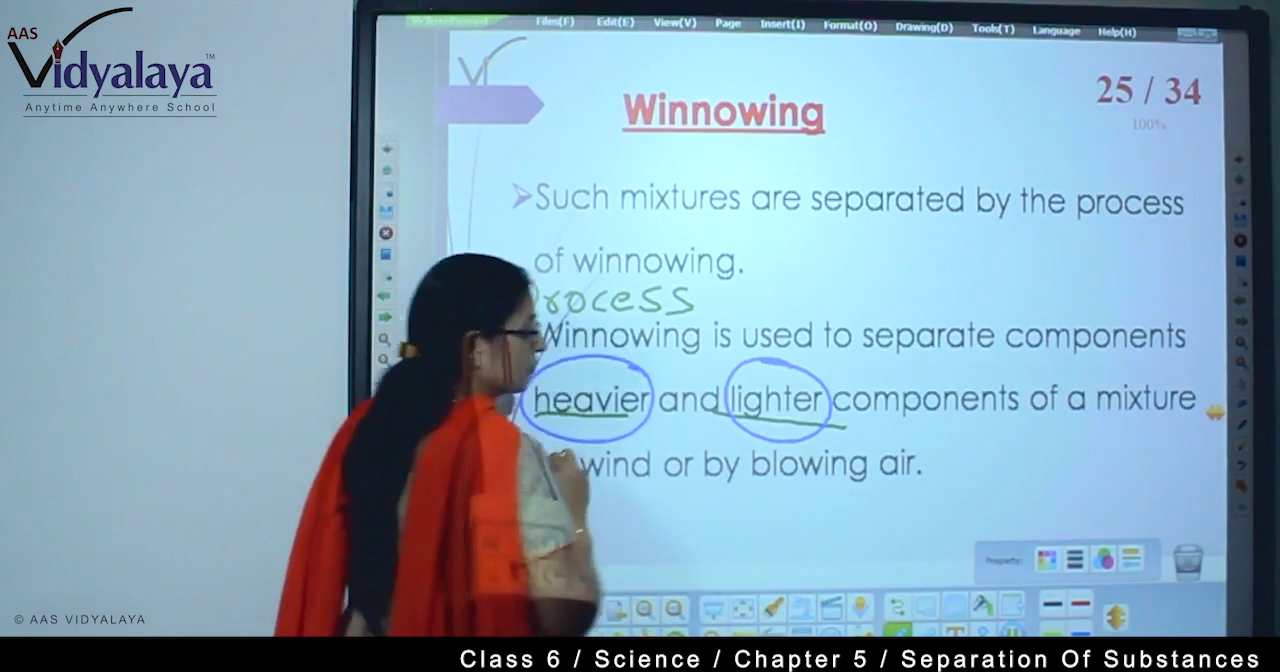 AAS
Vidyalaya™
Anytime Anywhere School
Files(F) Edit(E) View(V) Page Insert(I) Format(O) Drawing(D) Tools(T) Language Help(H)
25 / 34
100%
Winnowing
Such mixtures are separated by the process
of winnowing.
Process
Winnowing is used to separate components
heavier and lighter components of a mixture
wind or by blowing air.
Property:
© AAS VIDYALAYA
Class 6 / Science / Chapter 5 / Separation Of Substances